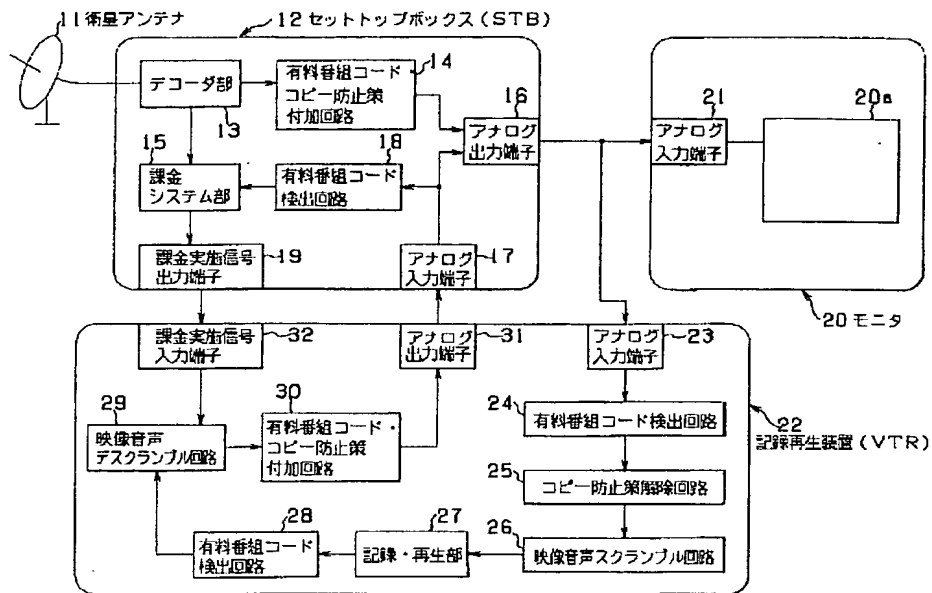 11 衛星アンテナ
12 セットトップボックス(STB)
デコーダ部
13
有料番組コード・
コピー防止策
付加回路
14
16
アナログ
出力端子
21
アナログ
入力端子
20a
15
課金
システム部
18
有料番組コード
検出回路
課金実施信号
出力端子
19
アナログ
入力端子
17
20 モニタ
課金実施信号
入力端子
32
アナログ
出力端子
31
アナログ
入力端子
23
29
映像音声
デスクランブル回路
30
有料番組コード・
コピー防止策
付加回路
24
有料番組コード検出回路
22
記録再生装置(VTR)
25
コピー防止策解除回路
28
有料番組コード
検出回路
27
記録・再生部
26
映像音声スクランブル回路